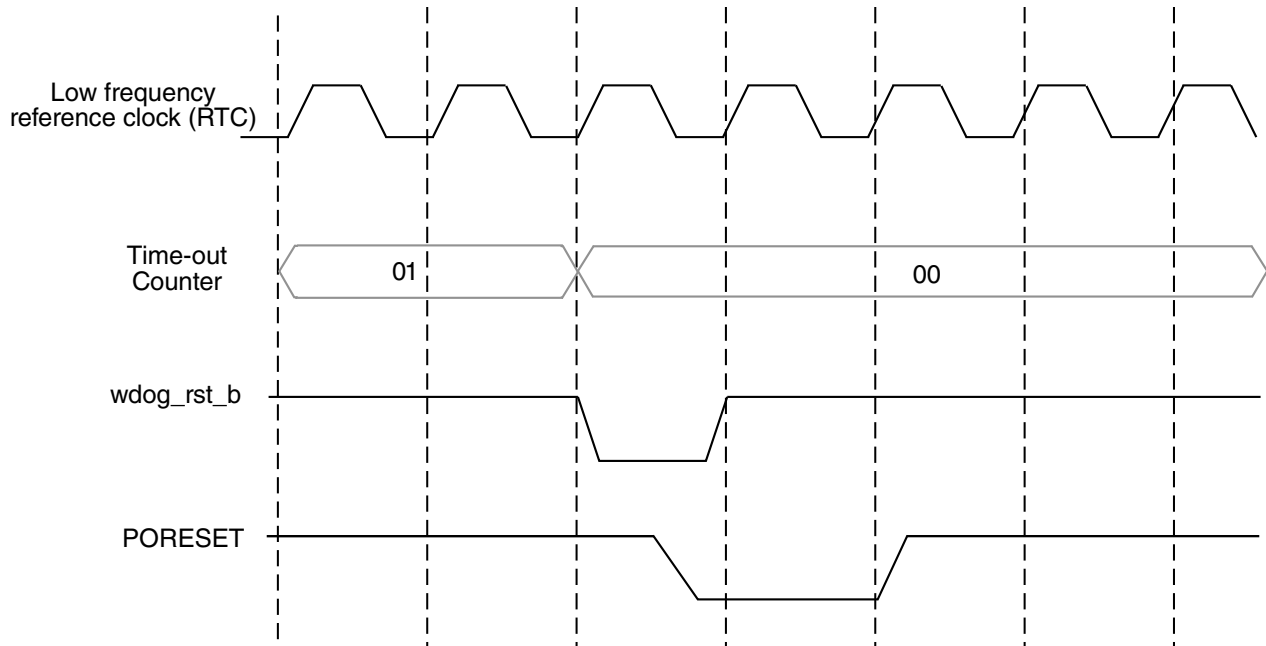 Low frequency
reference clock (RTC)
Time-out
Counter
01
00
wdog_rst_b
PORESET